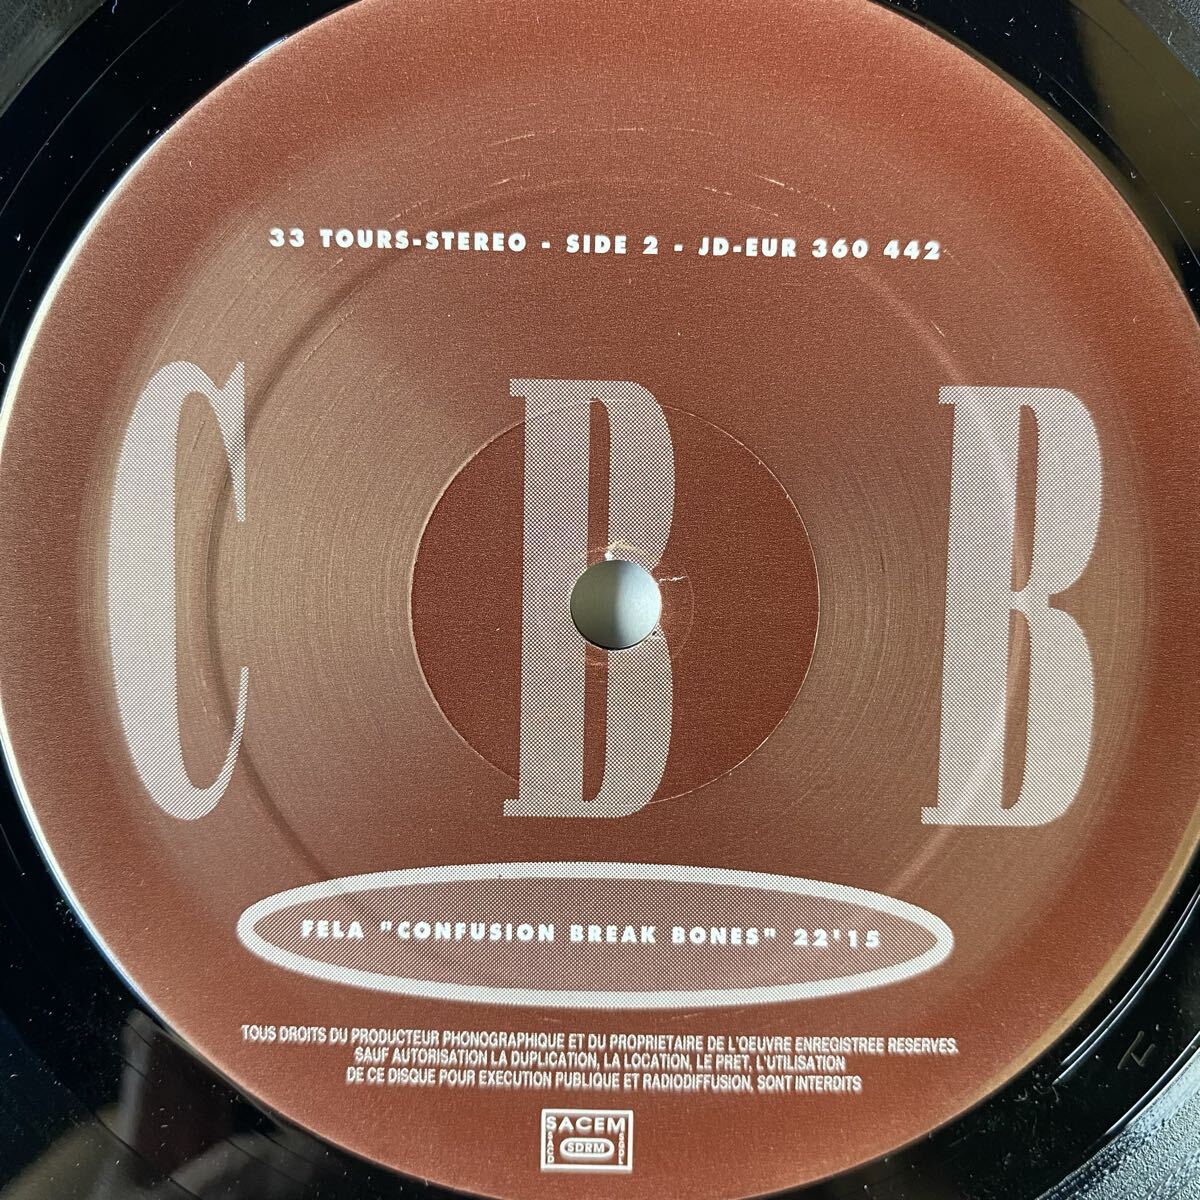 33 TOURS-STEREO - SIDE 2 - JD-EUR 360 442
C B B
FELA "CONFUSION BREAK BONES" 22'15
TOUS DROITS DU PRODUCTEUR PHONOGRAPHIQUE ET DU PROPRIETAIRE DE L'OEUVRE ENREGISTREE RESERVES.
SAUF AUTORISATION LA DUPLICATION, LA LOCATION, LE PRET, L'UTILISATION
DE CE DISQUE POUR EXECUTION PUBLIQUE ET RADIODIFFUSION, SONT INTERDITS
SACEM
SACD
SDRM
SGDL